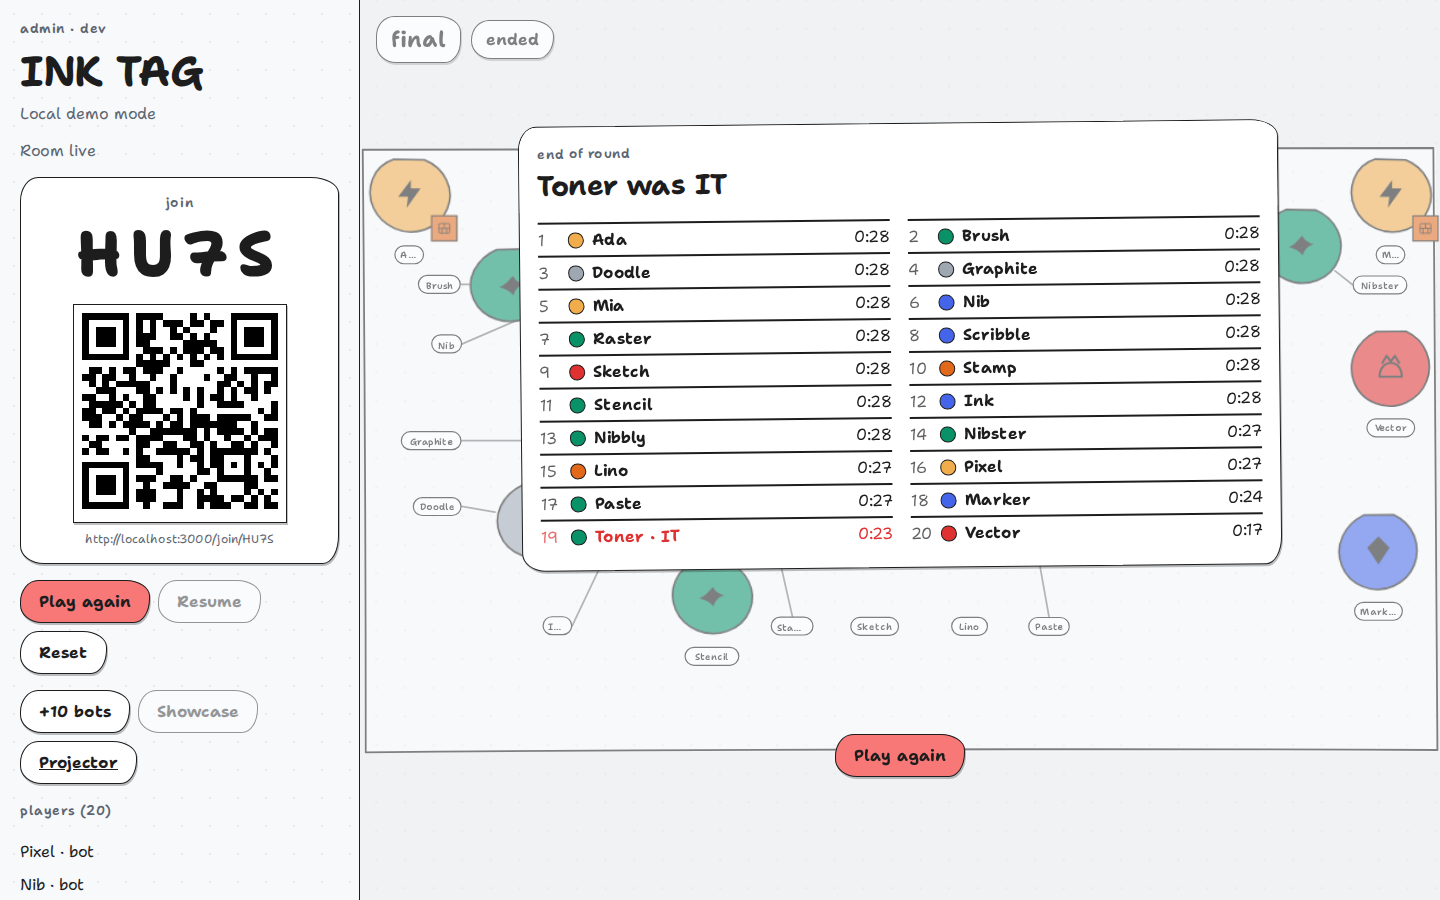 admin · dev
INK TAG
Local demo mode
Room live
join
HU7S
http://localhost:3000/join/HU7S
Play again
Resume
Reset
+10 bots
Showcase
Projector
players (20)
Pixel · bot
Nib · bot
final
ended
end of round
Toner was IT
1 Ada 0:28
2 Brush 0:28
3 Doodle 0:28
4 Graphite 0:28
5 Mia 0:28
6 Nib 0:28
7 Raster 0:28
8 Scribble 0:28
9 Sketch 0:28
10 Stamp 0:28
11 Stencil 0:28
12 Ink 0:28
13 Nibbly 0:28
14 Nibster 0:27
15 Lino 0:27
16 Pixel 0:27
17 Paste 0:27
18 Marker 0:24
19 Toner · IT 0:23
20 Vector 0:17
A...
Brush
Nib
Graphite
Doodle
I...
Stencil
Sta...
Sketch
Lino
Paste
M...
Nibster
Vector
Mark...
Play again